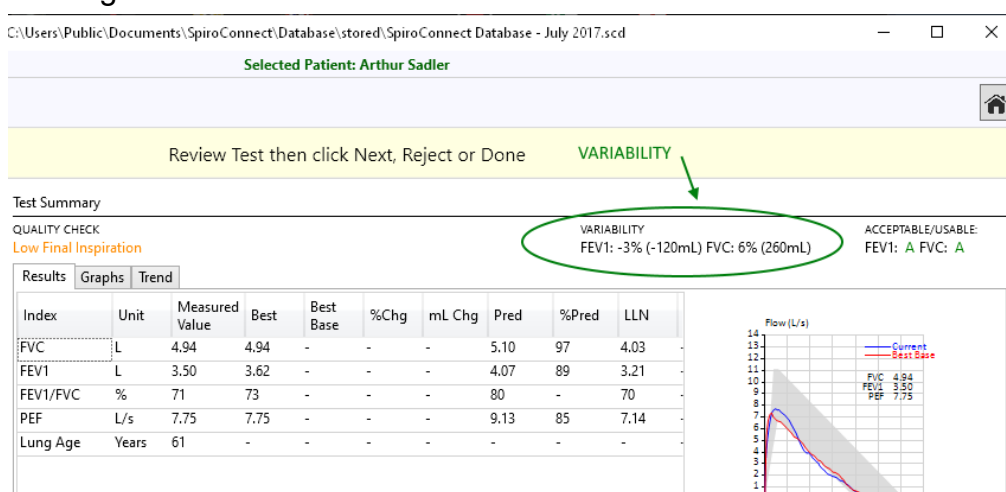 C:\Users\Public\Documents\SpiroConnect\Database\stored\SpiroConnect Database - July 2017.scd
Selected Patient: Arthur Sadler
Review Test then click Next, Reject or Done
VARIABILITY
Test Summary
QUALITY CHECK
Low Final Inspiration
VARIABILITY
FEV1: -3% (-120mL) FVC: 6% (260mL)
ACCEPTABLE/USABLE:
FEV1: A FVC: A
Results Graphs Trend
Index Unit Measured Value Best Best Base %Chg mL Chg Pred %Pred LLN
FVC L 4.94 4.94 - - - 5.10 97 4.03 -
FEV1 L 3.50 3.62 - - - 4.07 89 3.21 -
FEV1/FVC % 71 73 - - - 80 - 70 -
PEF L/s 7.75 7.75 - - - 9.13 85 7.14 -
Lung Age Years 61 - - - - - - - -
Flow (L/s)
14
13
12
11
10
9
8
7
6
5
4
3
2
1
Current
Best Base
FVC 4.94
FEV1 3.50
PEF 7.75